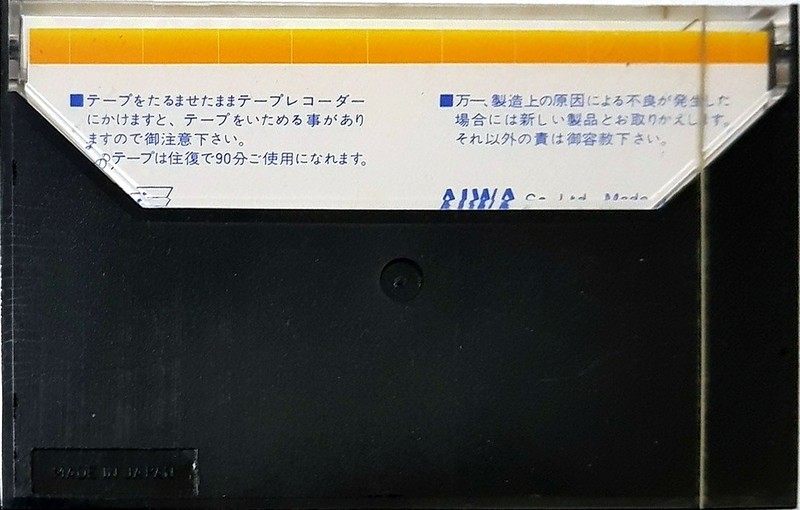 ■テープをたるませたままテープレコーダー
にかけますと、テープをいためる事があり
ますので御注意下さい。
のテープは往復で90分ご使用になれます。
■万一、製造上の原因による不良が発生した
場合には新しい製品とお取りかえします。
それ以外の責は御容赦下さい。
AIWA Co., Ltd. Made
MADE IN JAPAN